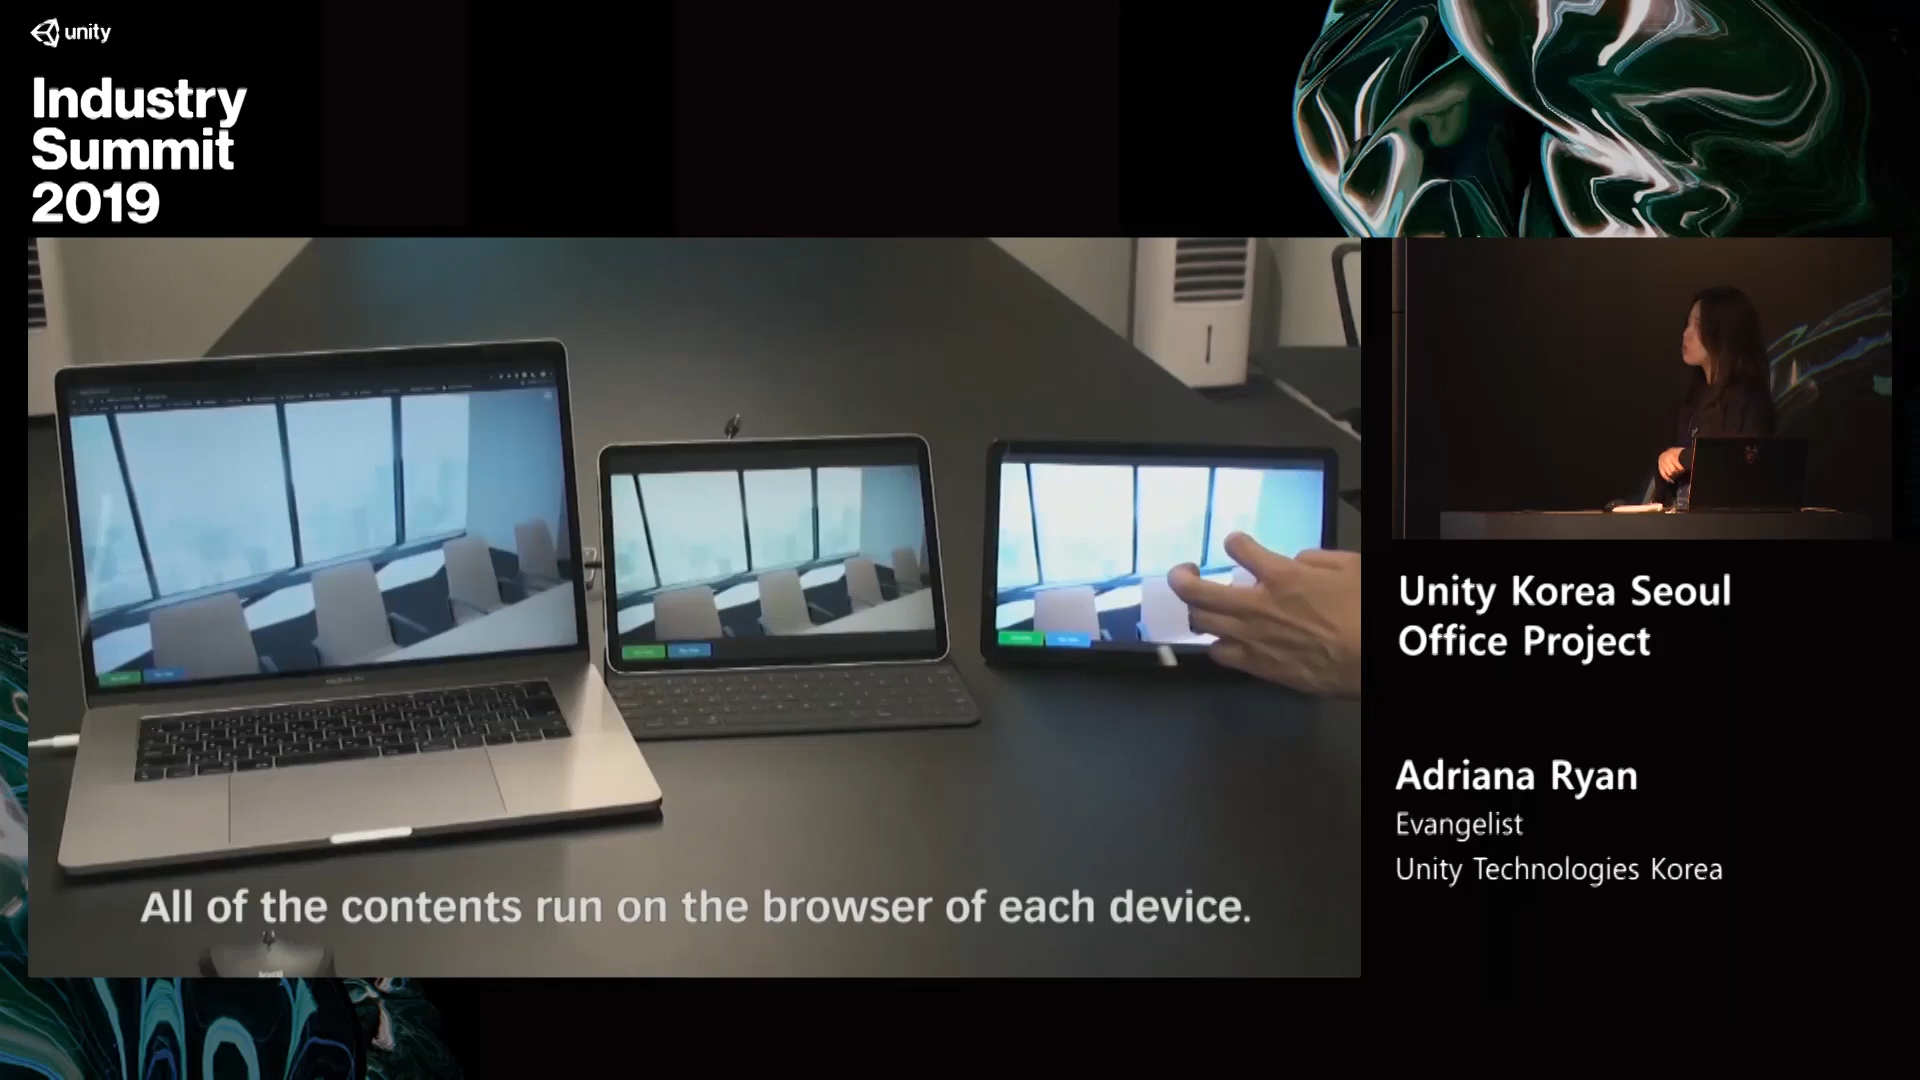 unity
Industry
Summit
2019
All of the contents run on the browser of each device.
Unity Korea Seoul
Office Project
Adriana Ryan
Evangelist
Unity Technologies Korea